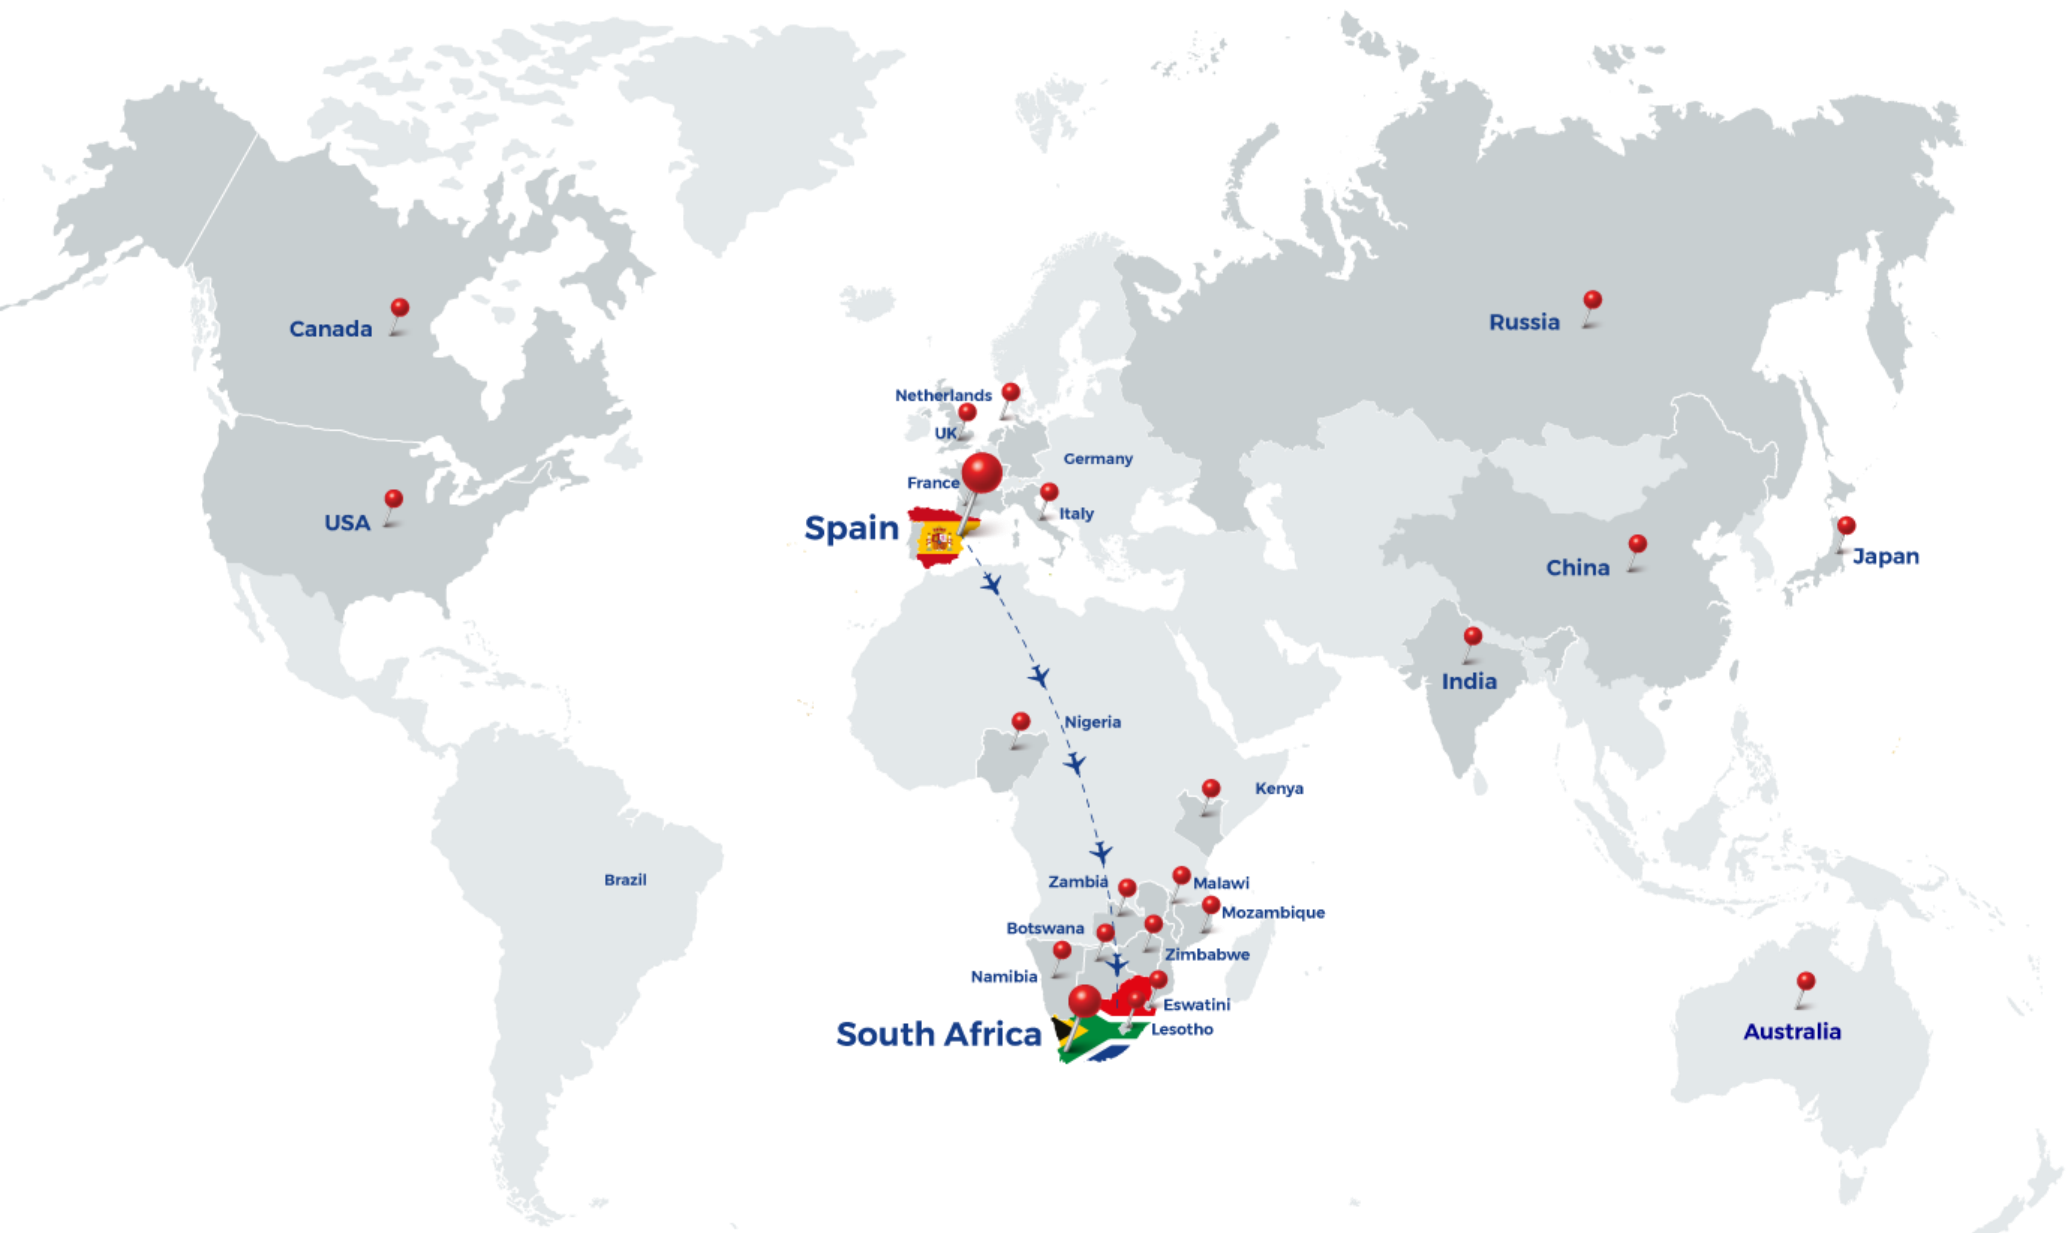 Canada
Russia
Netherlands
UK
Germany
France
Italy
USA
Spain
China
Japan
India
Nigeria
Kenya
Brazil
Zambia
Malawi
Mozambique
Botswana
Zimbabwe
Namibia
Eswatini
South Africa
Lesotho
Australia